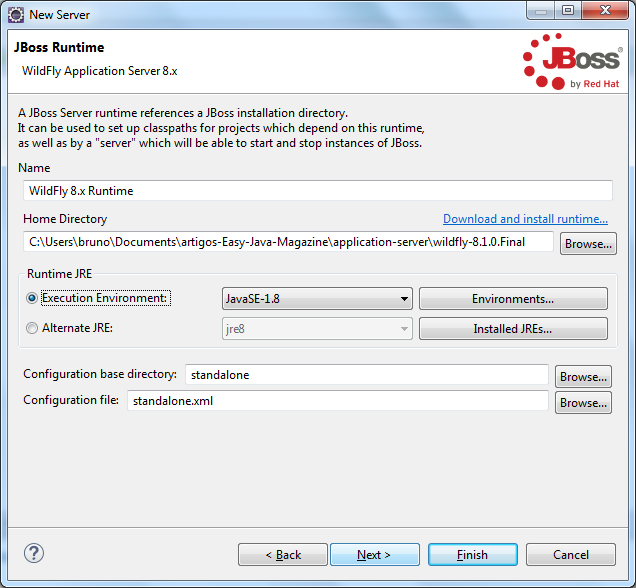 New Server
JBoss Runtime
WildFly Application Server 8.x
JBoss®
by Red Hat
A JBoss Server runtime references a JBoss installation directory.
It can be used to set up classpaths for projects which depend on this runtime,
as well as by a "server" which will be able to start and stop instances of JBoss.
Name
WildFly 8.x Runtime
Home Directory
Download and install runtime...
C:\Users\bruno\Documents\artigos-Easy-Java-Magazine\application-server\wildfly-8.1.0.Final
Browse...
Runtime JRE
Execution Environment:
JavaSE-1.8
Environments...
Alternate JRE:
jre8
Installed JREs...
Configuration base directory:
standalone
Browse...
Configuration file:
standalone.xml
Browse...
?
< Back
Next >
Finish
Cancel